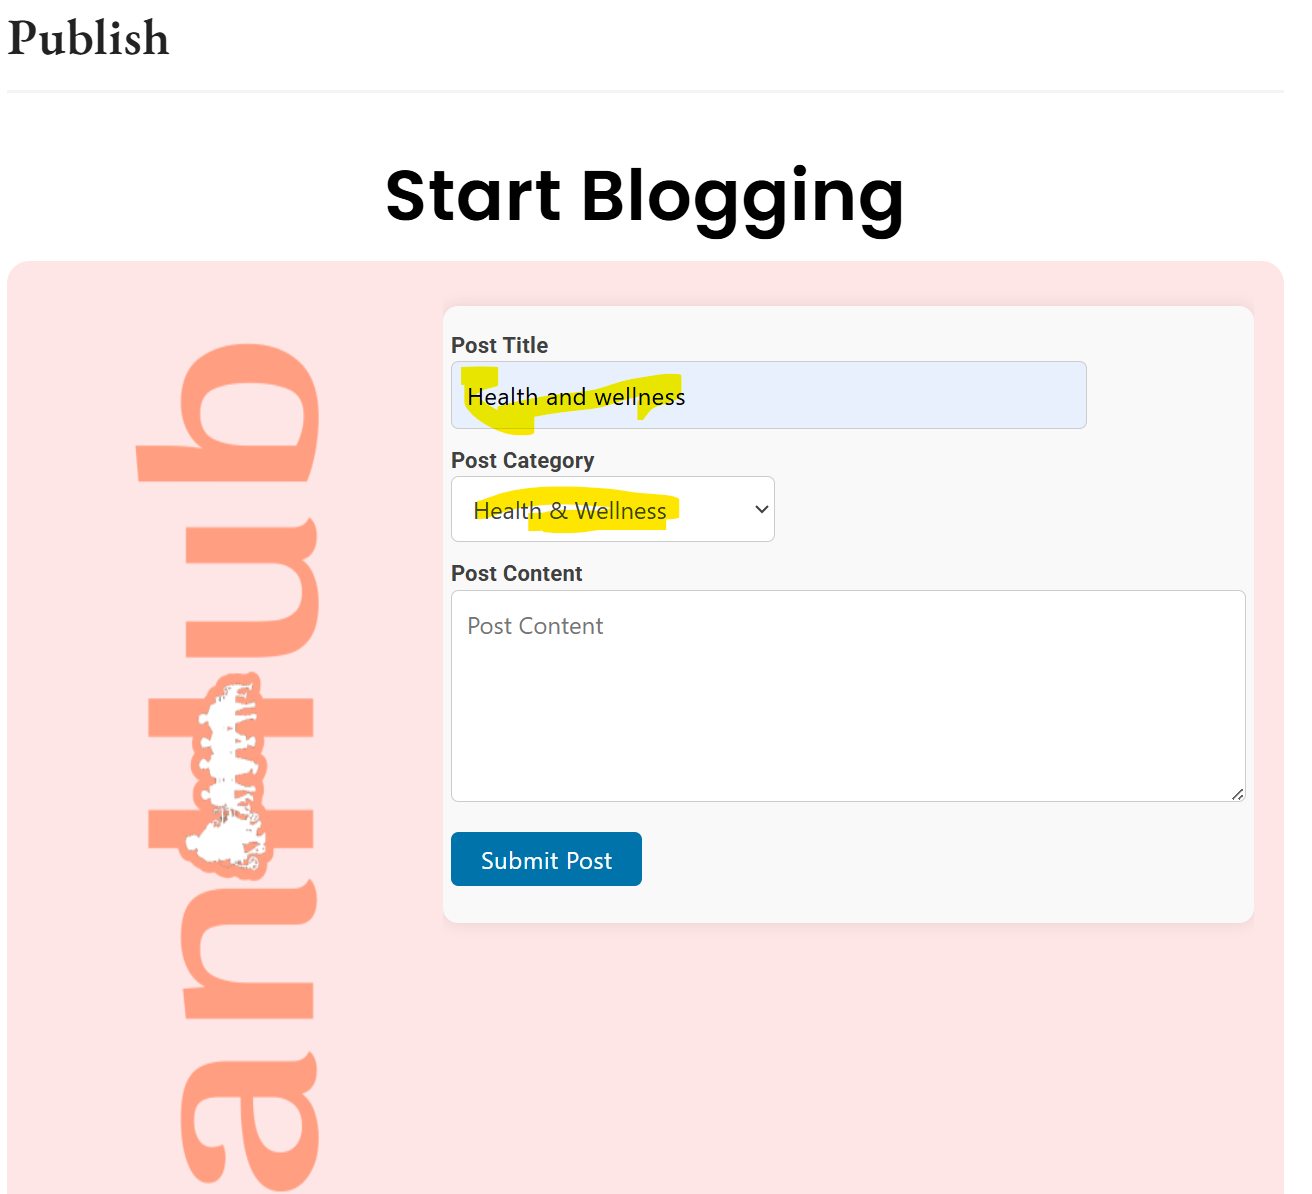 Publish
Start Blogging
Post Title
Health and wellness
Post Category
Health & Wellness
Post Content
Post Content
Submit Post